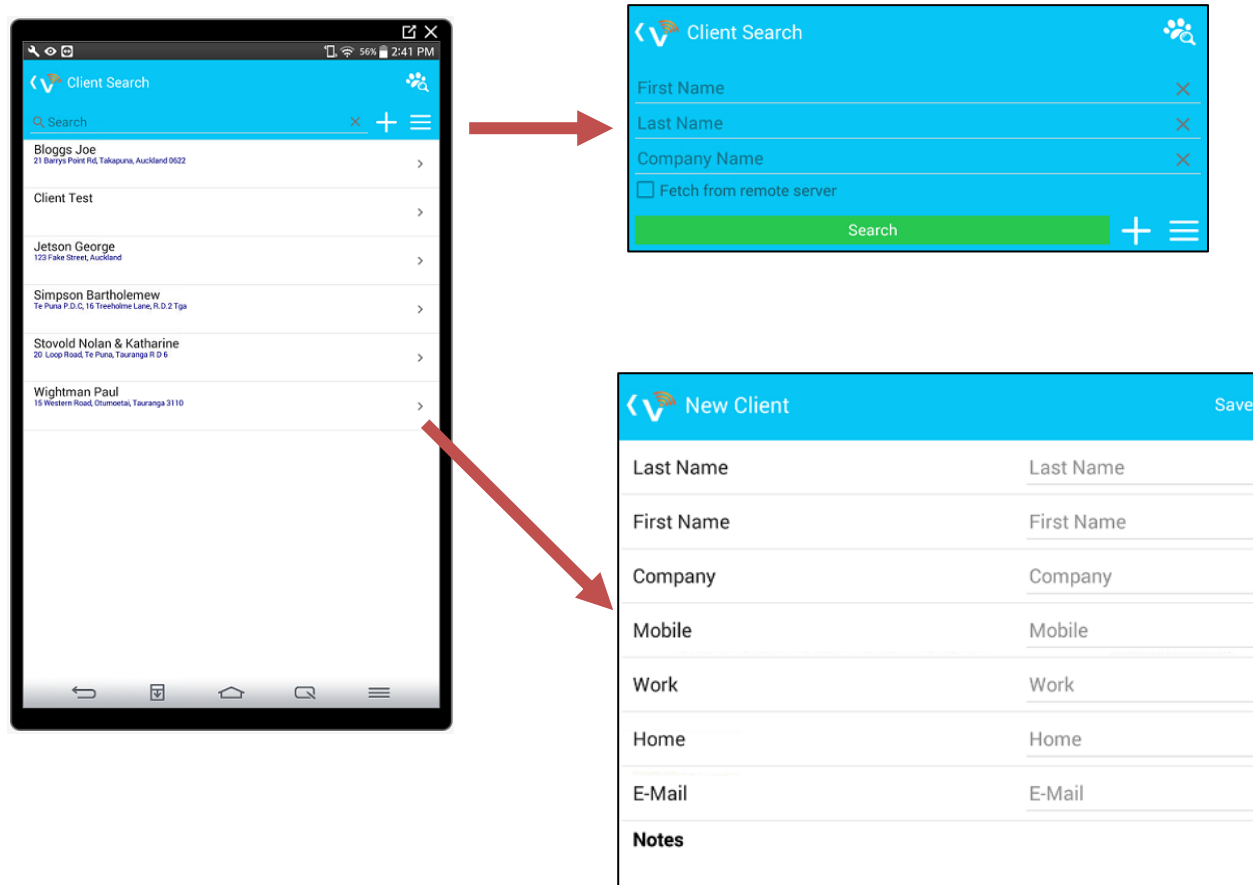 56% 2:41 PM
Client Search
Search
Bloggs Joe
21 Barrys Point Rd, Takapuna, Auckland 0622
Client Test
Jetson George
123 Fake Street, Auckland
Simpson Bartholemew
Te Puna P.D.C, 16 Treeholme Lane, R.D.2 Tga
Stovold Nolan & Katharine
20 Loop Road, Te Puna, Tauranga R D 6
Wightman Paul
15 Western Road, Otumoetai, Tauranga 3110
Client Search
First Name
Last Name
Company Name
Fetch from remote server
Search
New Client Save
Last Name Last Name
First Name First Name
Company Company
Mobile Mobile
Work Work
Home Home
E-Mail E-Mail
Notes